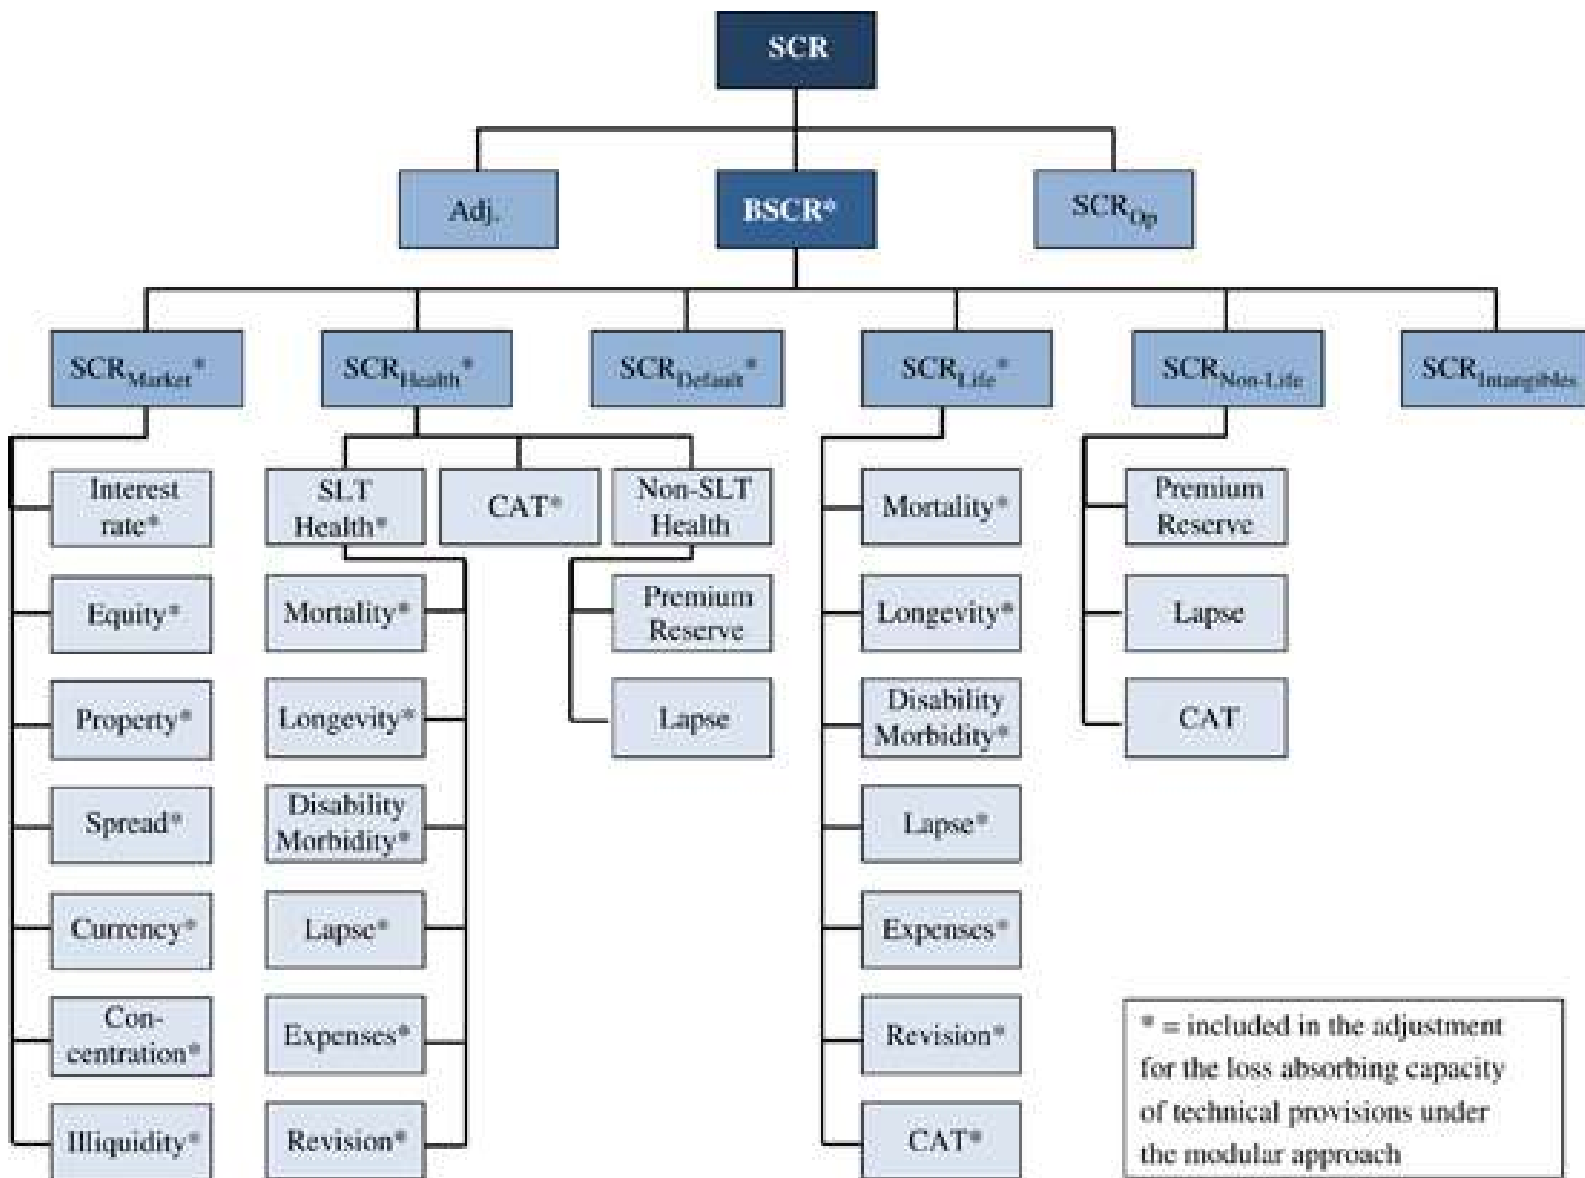 SCR
Adj.
BSCR*
SCR Op
SCR Market*
SCR Health*
SCR Default*
SCR Life*
SCR Non-Life
SCR Intangibles
Interest
rate*
Equity*
Property*
Spread*
Currency*
Con-
centration*
Illiquidity*
SLT
Health*
CAT*
Non-SLT
Health
Mortality*
Longevity*
Disability
Morbidity*
Lapse*
Expenses*
Revision*
Premium
Reserve
Lapse
Mortality*
Longevity*
Disability
Morbidity*
Lapse*
Expenses*
Revision*
CAT*
Premium
Reserve
Lapse
CAT
* = included in the adjustment
for the loss absorbing capacity
of technical provisions under
the modular approach